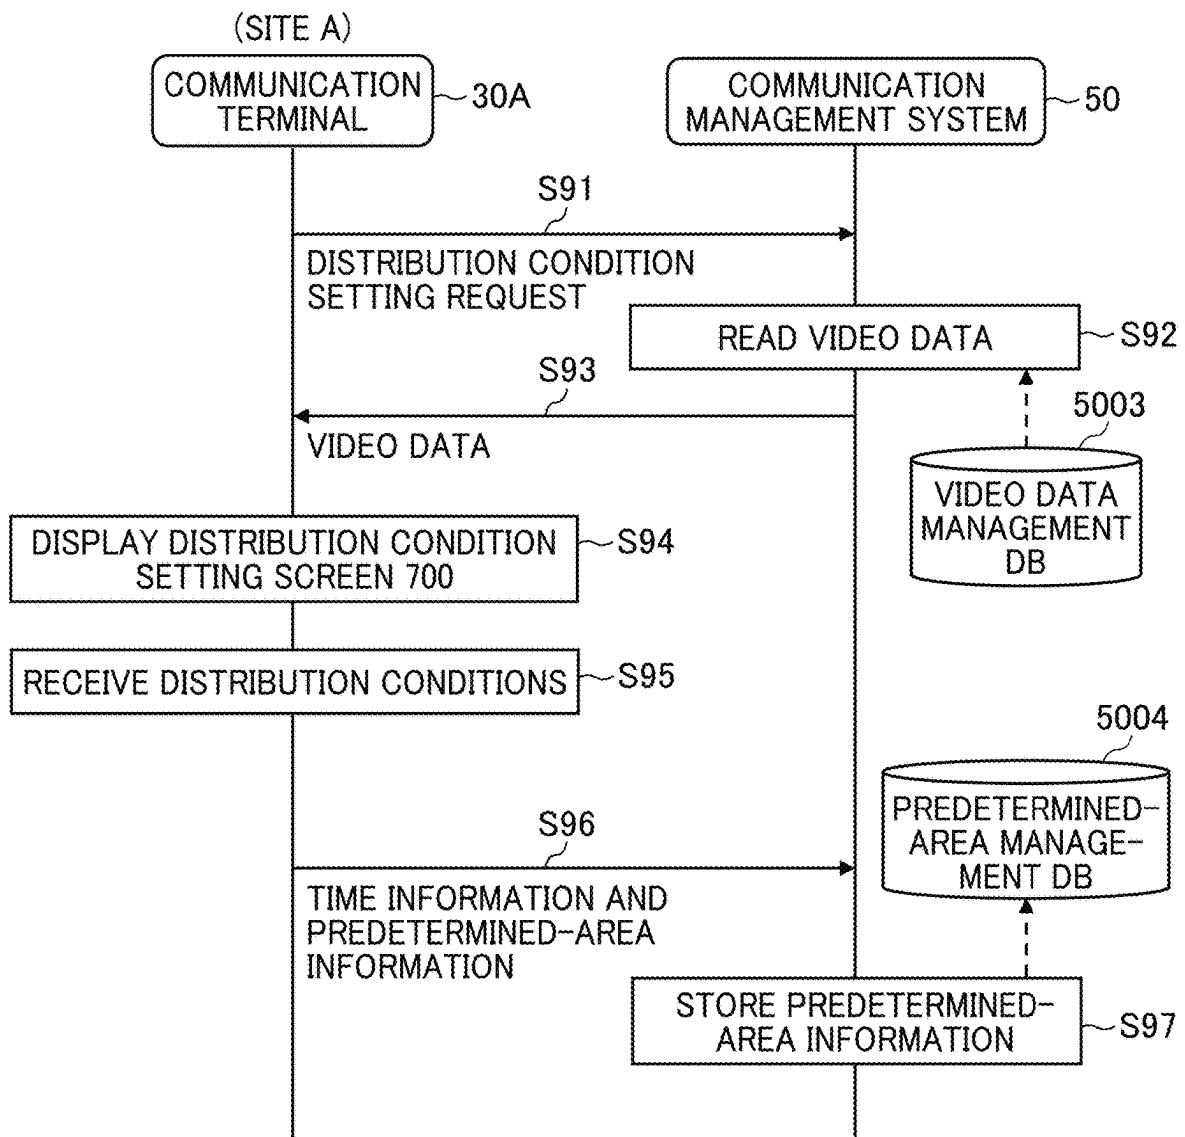 (SITE A)
COMMUNICATION
TERMINAL
30A
COMMUNICATION
MANAGEMENT SYSTEM
50
S91
DISTRIBUTION CONDITION
SETTING REQUEST
READ VIDEO DATA
S92
S93
VIDEO DATA
5003
VIDEO DATA
MANAGEMENT
DB
DISPLAY DISTRIBUTION CONDITION
SETTING SCREEN 700
S94
RECEIVE DISTRIBUTION CONDITIONS
S95
5004
PREDETERMINED-
AREA MANAGE-
MENT DB
S96
TIME INFORMATION AND
PREDETERMINED-AREA
INFORMATION
STORE PREDETERMINED-
AREA INFORMATION
S97